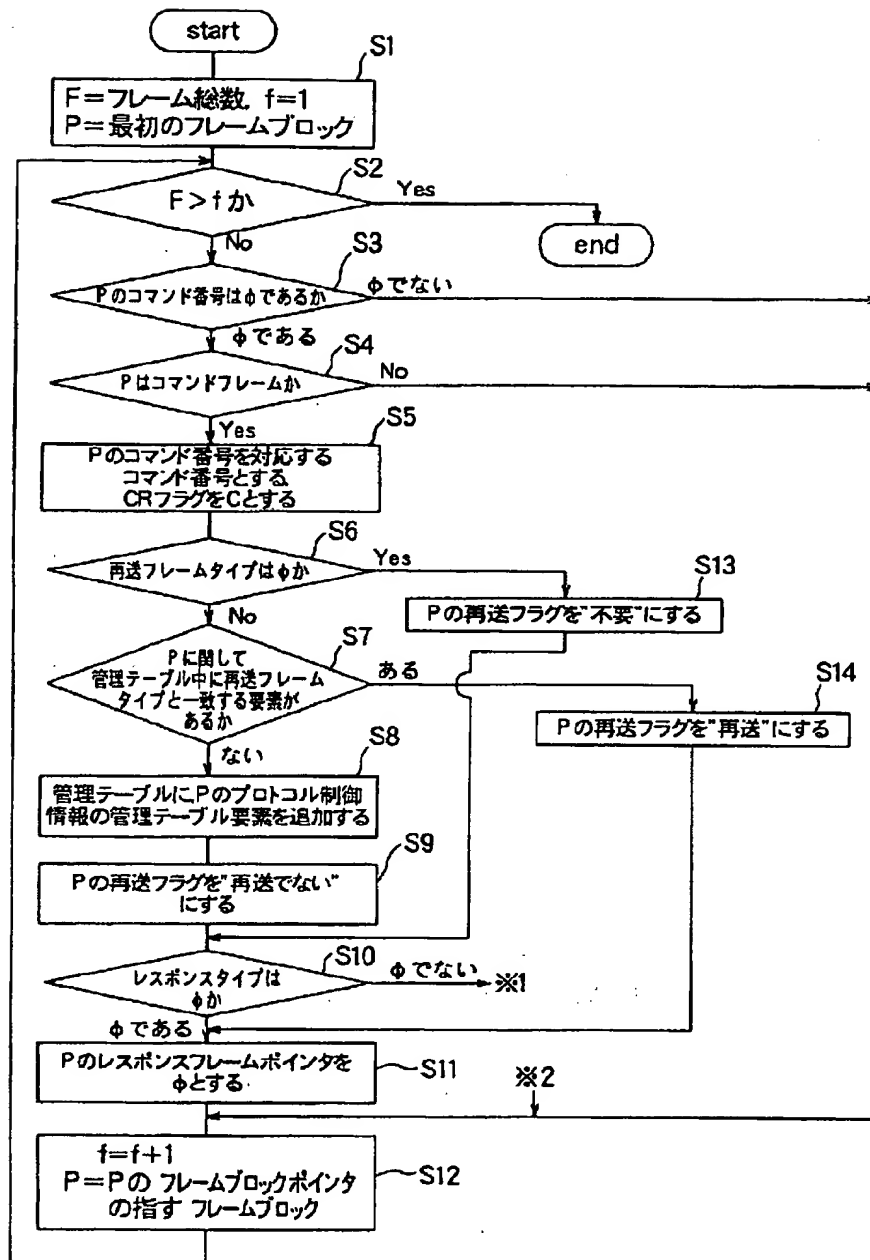 start
S1
F=フレーム総数, f=1
P=最初のフレームブロック
S2
F>fか
Yes
end
No
S3
Pのコマンド番号はφであるか
φでない
φである
S4
Pはコマンドフレームか
No
Yes
S5
Pのコマンド番号を対応する
コマンド番号とする,
CRフラグをCとする
S6
再送フレームタイプはφか
Yes
S13
Pの再送フラグを"不要"にする
No
S7
Pに関して
管理テーブル中に再送フレーム
タイプと一致する要素が
あるか
ある
S14
Pの再送フラグを"再送"にする
ない
S8
管理テーブルに,Pのプロトコル制御
情報の管理テーブル要素を追加する
S9
Pの再送フラグを"再送でない"
にする
S10
レスポンスタイプは
φか
φでない
※1
φである
Pのレスポンスフレームポインタを
φとする
S11
※2
f=f+1
P=Pの フレームブロックポインタ
の指す フレームブロック
S12